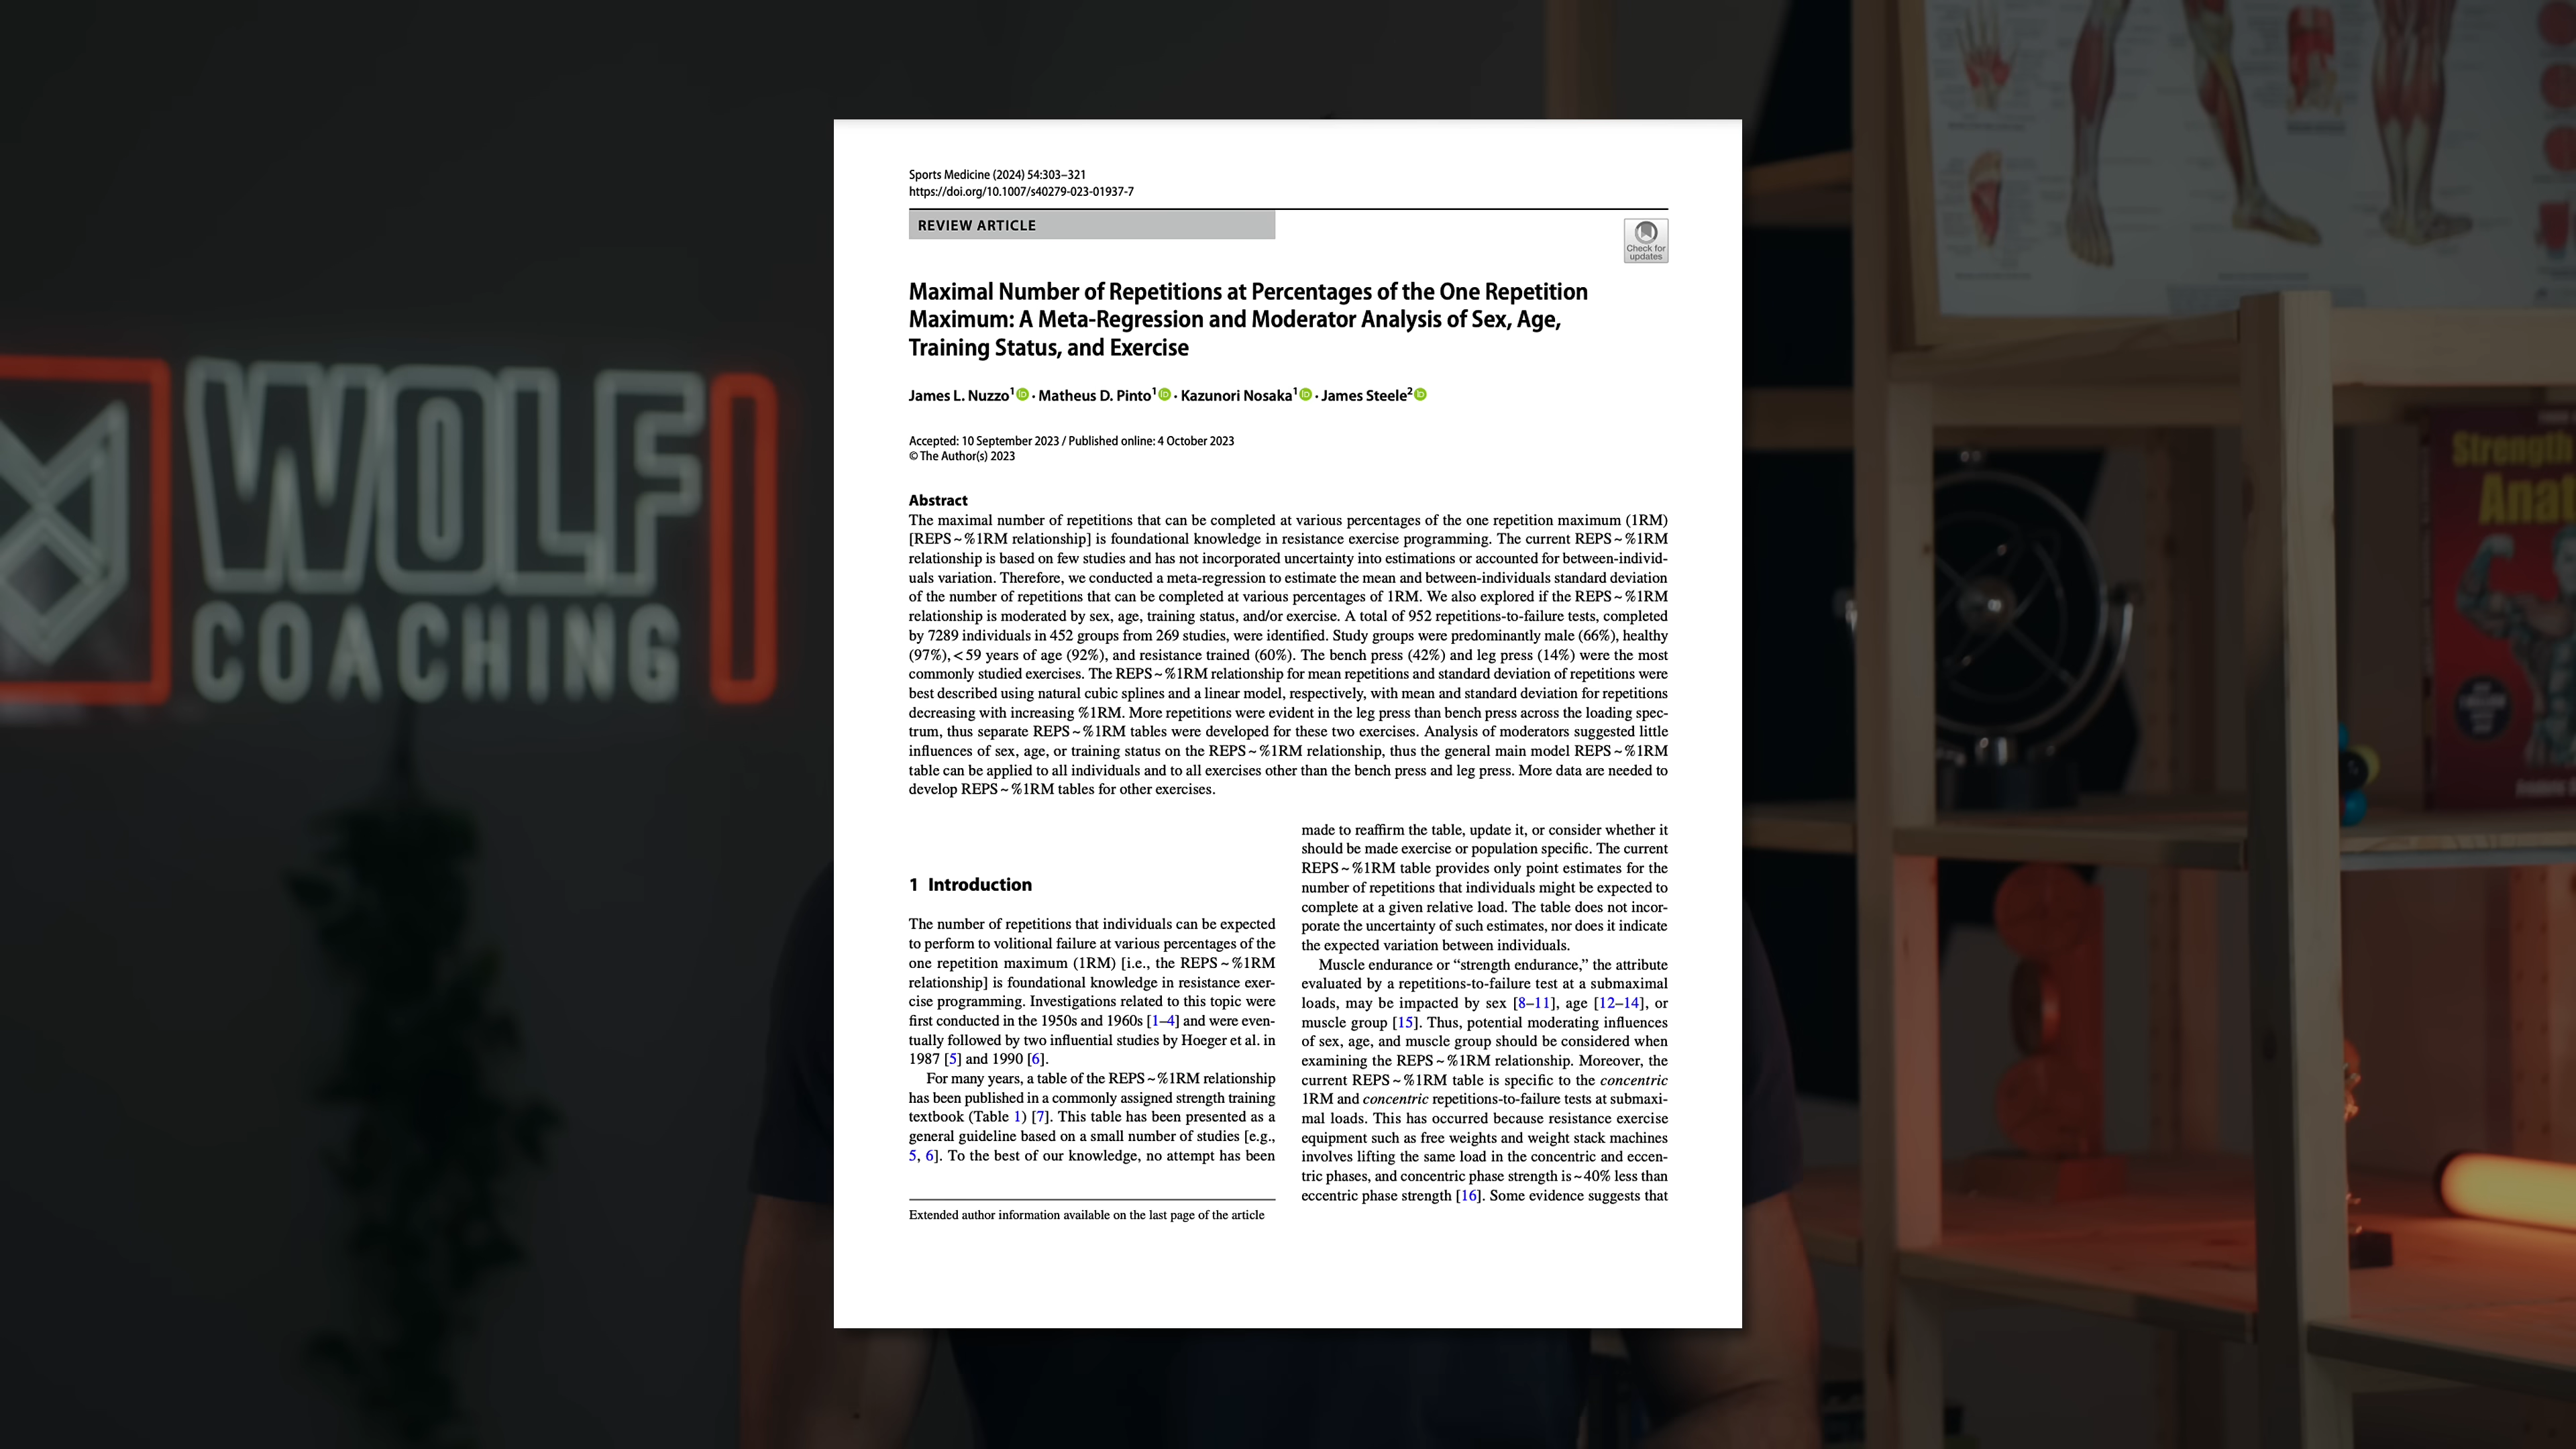 WOLF
COACHING
Sports Medicine (2024) 54:303–321
https://doi.org/10.1007/s40279-023-01937-7
REVIEW ARTICLE
Check for
updates
Maximal Number of Repetitions at Percentages of the One Repetition
Maximum: A Meta-Regression and Moderator Analysis of Sex, Age,
Training Status, and Exercise
James L. Nuzzo1 · Matheus D. Pinto1 · Kazunori Nosaka1 · James Steele2
Accepted: 10 September 2023 / Published online: 4 October 2023
© The Author(s) 2023
Abstract
The maximal number of repetitions that can be completed at various percentages of the one repetition maximum (1RM)
[REPS ~ %1RM relationship] is foundational knowledge in resistance exercise programming. The current REPS ~ %1RM
relationship is based on few studies and has not incorporated uncertainty into estimations or accounted for between-individ-
uals variation. Therefore, we conducted a meta-regression to estimate the mean and between-individuals standard deviation
of the number of repetitions that can be completed at various percentages of 1RM. We also explored if the REPS ~ %1RM
relationship is moderated by sex, age, training status, and/or exercise. A total of 952 repetitions-to-failure tests, completed
by 7289 individuals in 452 groups from 269 studies, were identified. Study groups were predominantly male (66%), healthy
(97%), < 59 years of age (92%), and resistance trained (60%). The bench press (42%) and leg press (14%) were the most
commonly studied exercises. The REPS ~ %1RM relationship for mean repetitions and standard deviation of repetitions were
best described using natural cubic splines and a linear model, respectively, with mean and standard deviation for repetitions
decreasing with increasing %1RM. More repetitions were evident in the leg press than bench press across the loading spec-
trum, thus separate REPS ~ %1RM tables were developed for these two exercises. Analysis of moderators suggested little
influences of sex, age, or training status on the REPS ~ %1RM relationship, thus the general main model REPS ~ %1RM
table can be applied to all individuals and to all exercises other than the bench press and leg press. More data are needed to
develop REPS ~ %1RM tables for other exercises.
1 Introduction
The number of repetitions that individuals can be expected
to perform to volitional failure at various percentages of the
one repetition maximum (1RM) [i.e., the REPS ~ %1RM
relationship] is foundational knowledge in resistance exer-
cise programming. Investigations related to this topic were
first conducted in the 1950s and 1960s [1–4] and were even-
tually followed by two influential studies by Hoeger et al. in
1987 [5] and 1990 [6].
For many years, a table of the REPS ~ %1RM relationship
has been published in a commonly assigned strength training
textbook (Table 1) [7]. This table has been presented as a
general guideline based on a small number of studies [e.g.,
5, 6]. To the best of our knowledge, no attempt has been
Extended author information available on the last page of the article
made to reaffirm the table, update it, or consider whether it
should be made exercise or population specific. The current
REPS ~ %1RM table provides only point estimates for the
number of repetitions that individuals might be expected to
complete at a given relative load. The table does not incor-
porate the uncertainty of such estimates, nor does it indicate
the expected variation between individuals.
Muscle endurance or “strength endurance,” the attribute
evaluated by a repetitions-to-failure test at a submaximal
loads, may be impacted by sex [8–11], age [12–14], or
muscle group [15]. Thus, potential moderating influences
of sex, age, and muscle group should be considered when
examining the REPS ~ %1RM relationship. Moreover, the
current REPS ~ %1RM table is specific to the concentric
1RM and concentric repetitions-to-failure tests at submaxi-
mal loads. This has occurred because resistance exercise
equipment such as free weights and weight stack machines
involves lifting the same load in the concentric and eccen-
tric phases, and concentric phase strength is ~ 40% less than
eccentric phase strength [16]. Some evidence suggests that
Strength
Anat